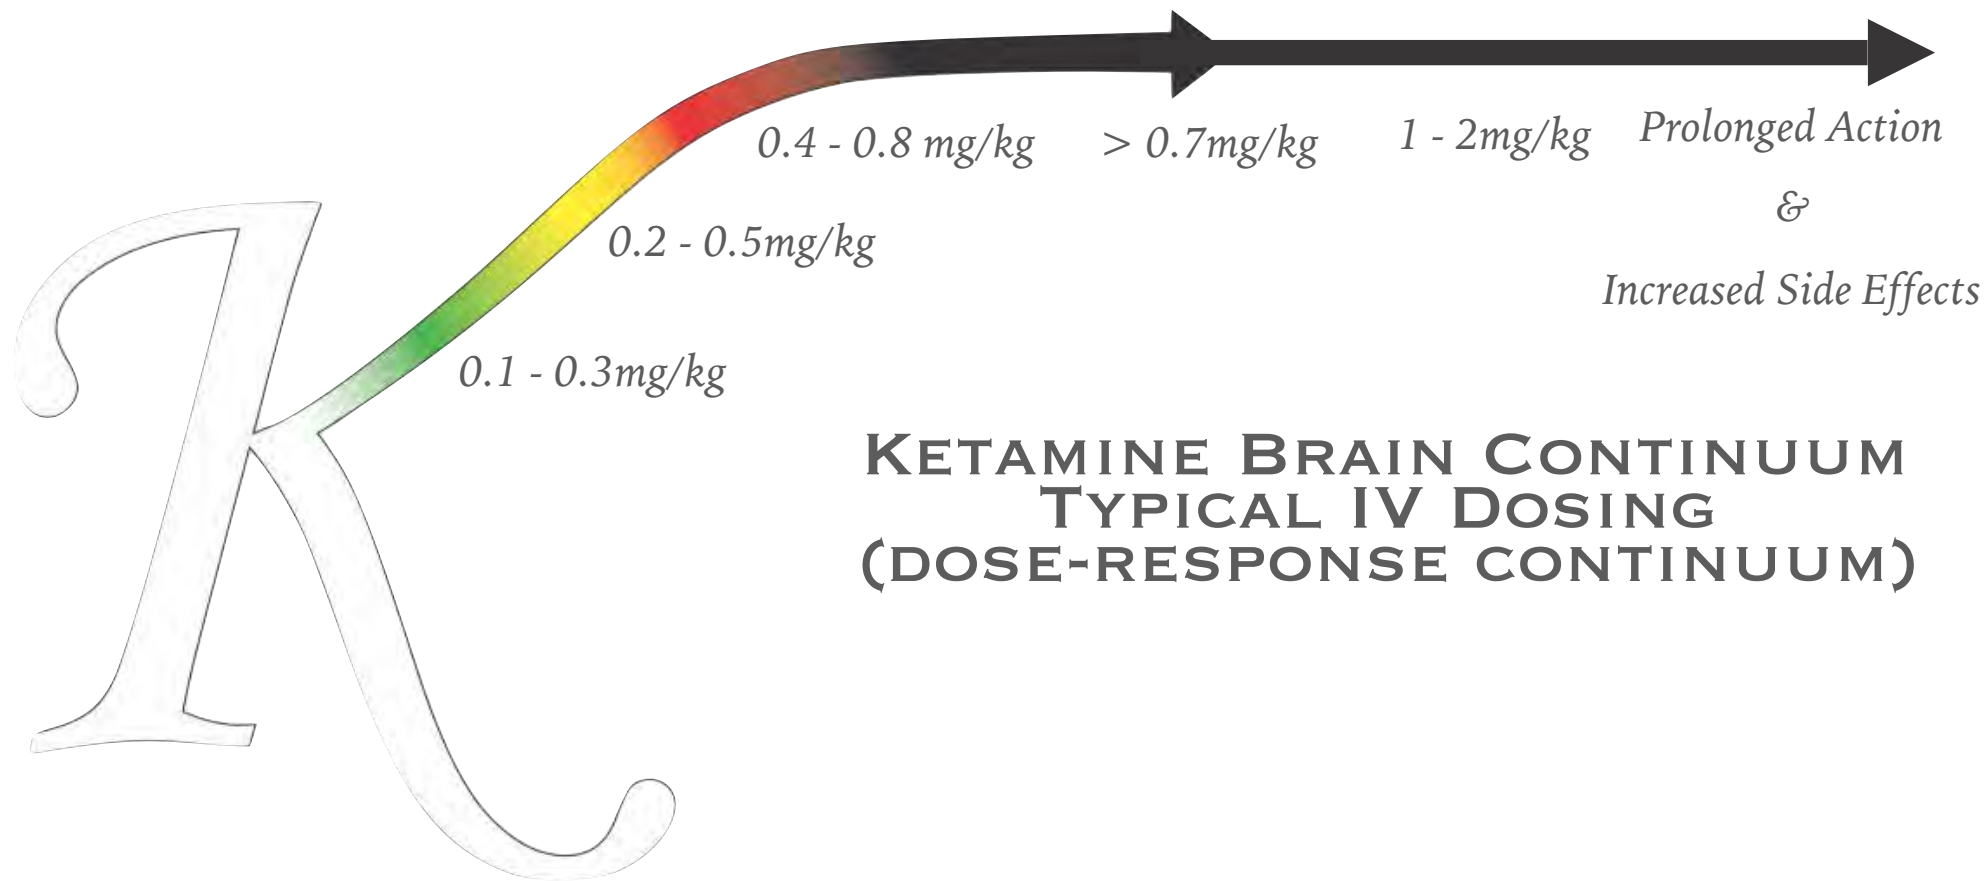 K
0.4 - 0.8 mg/kg
> 0.7mg/kg
1 - 2mg/kg
Prolonged Action
&
Increased Side Effects
0.2 - 0.5mg/kg
0.1 - 0.3mg/kg
Ketamine Brain Continuum
Typical IV Dosing
(dose-response continuum)